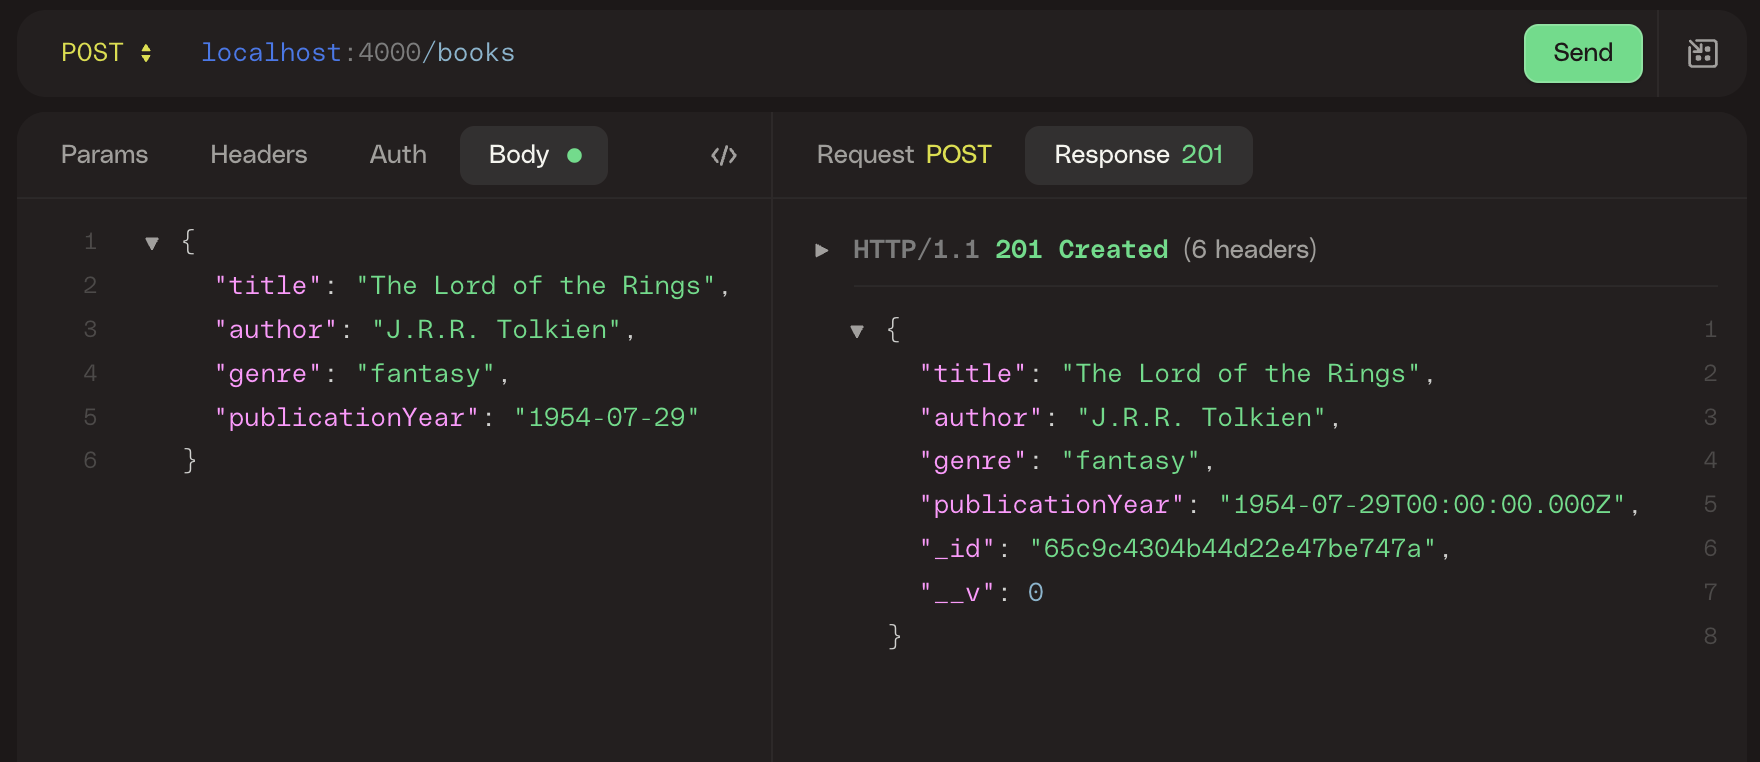 POST localhost:4000/books Send
Params Headers Auth Body </>
1 {
2 "title": "The Lord of the Rings",
3 "author": "J.R.R. Tolkien",
4 "genre": "fantasy",
5 "publicationYear": "1954-07-29"
6 }
Request POST Response 201
HTTP/1.1 201 Created (6 headers)
{ 1
"title": "The Lord of the Rings", 2
"author": "J.R.R. Tolkien", 3
"genre": "fantasy", 4
"publicationYear": "1954-07-29T00:00:00.000Z", 5
"_id": "65c9c4304b44d22e47be747a", 6
"__v": 0 7
} 8